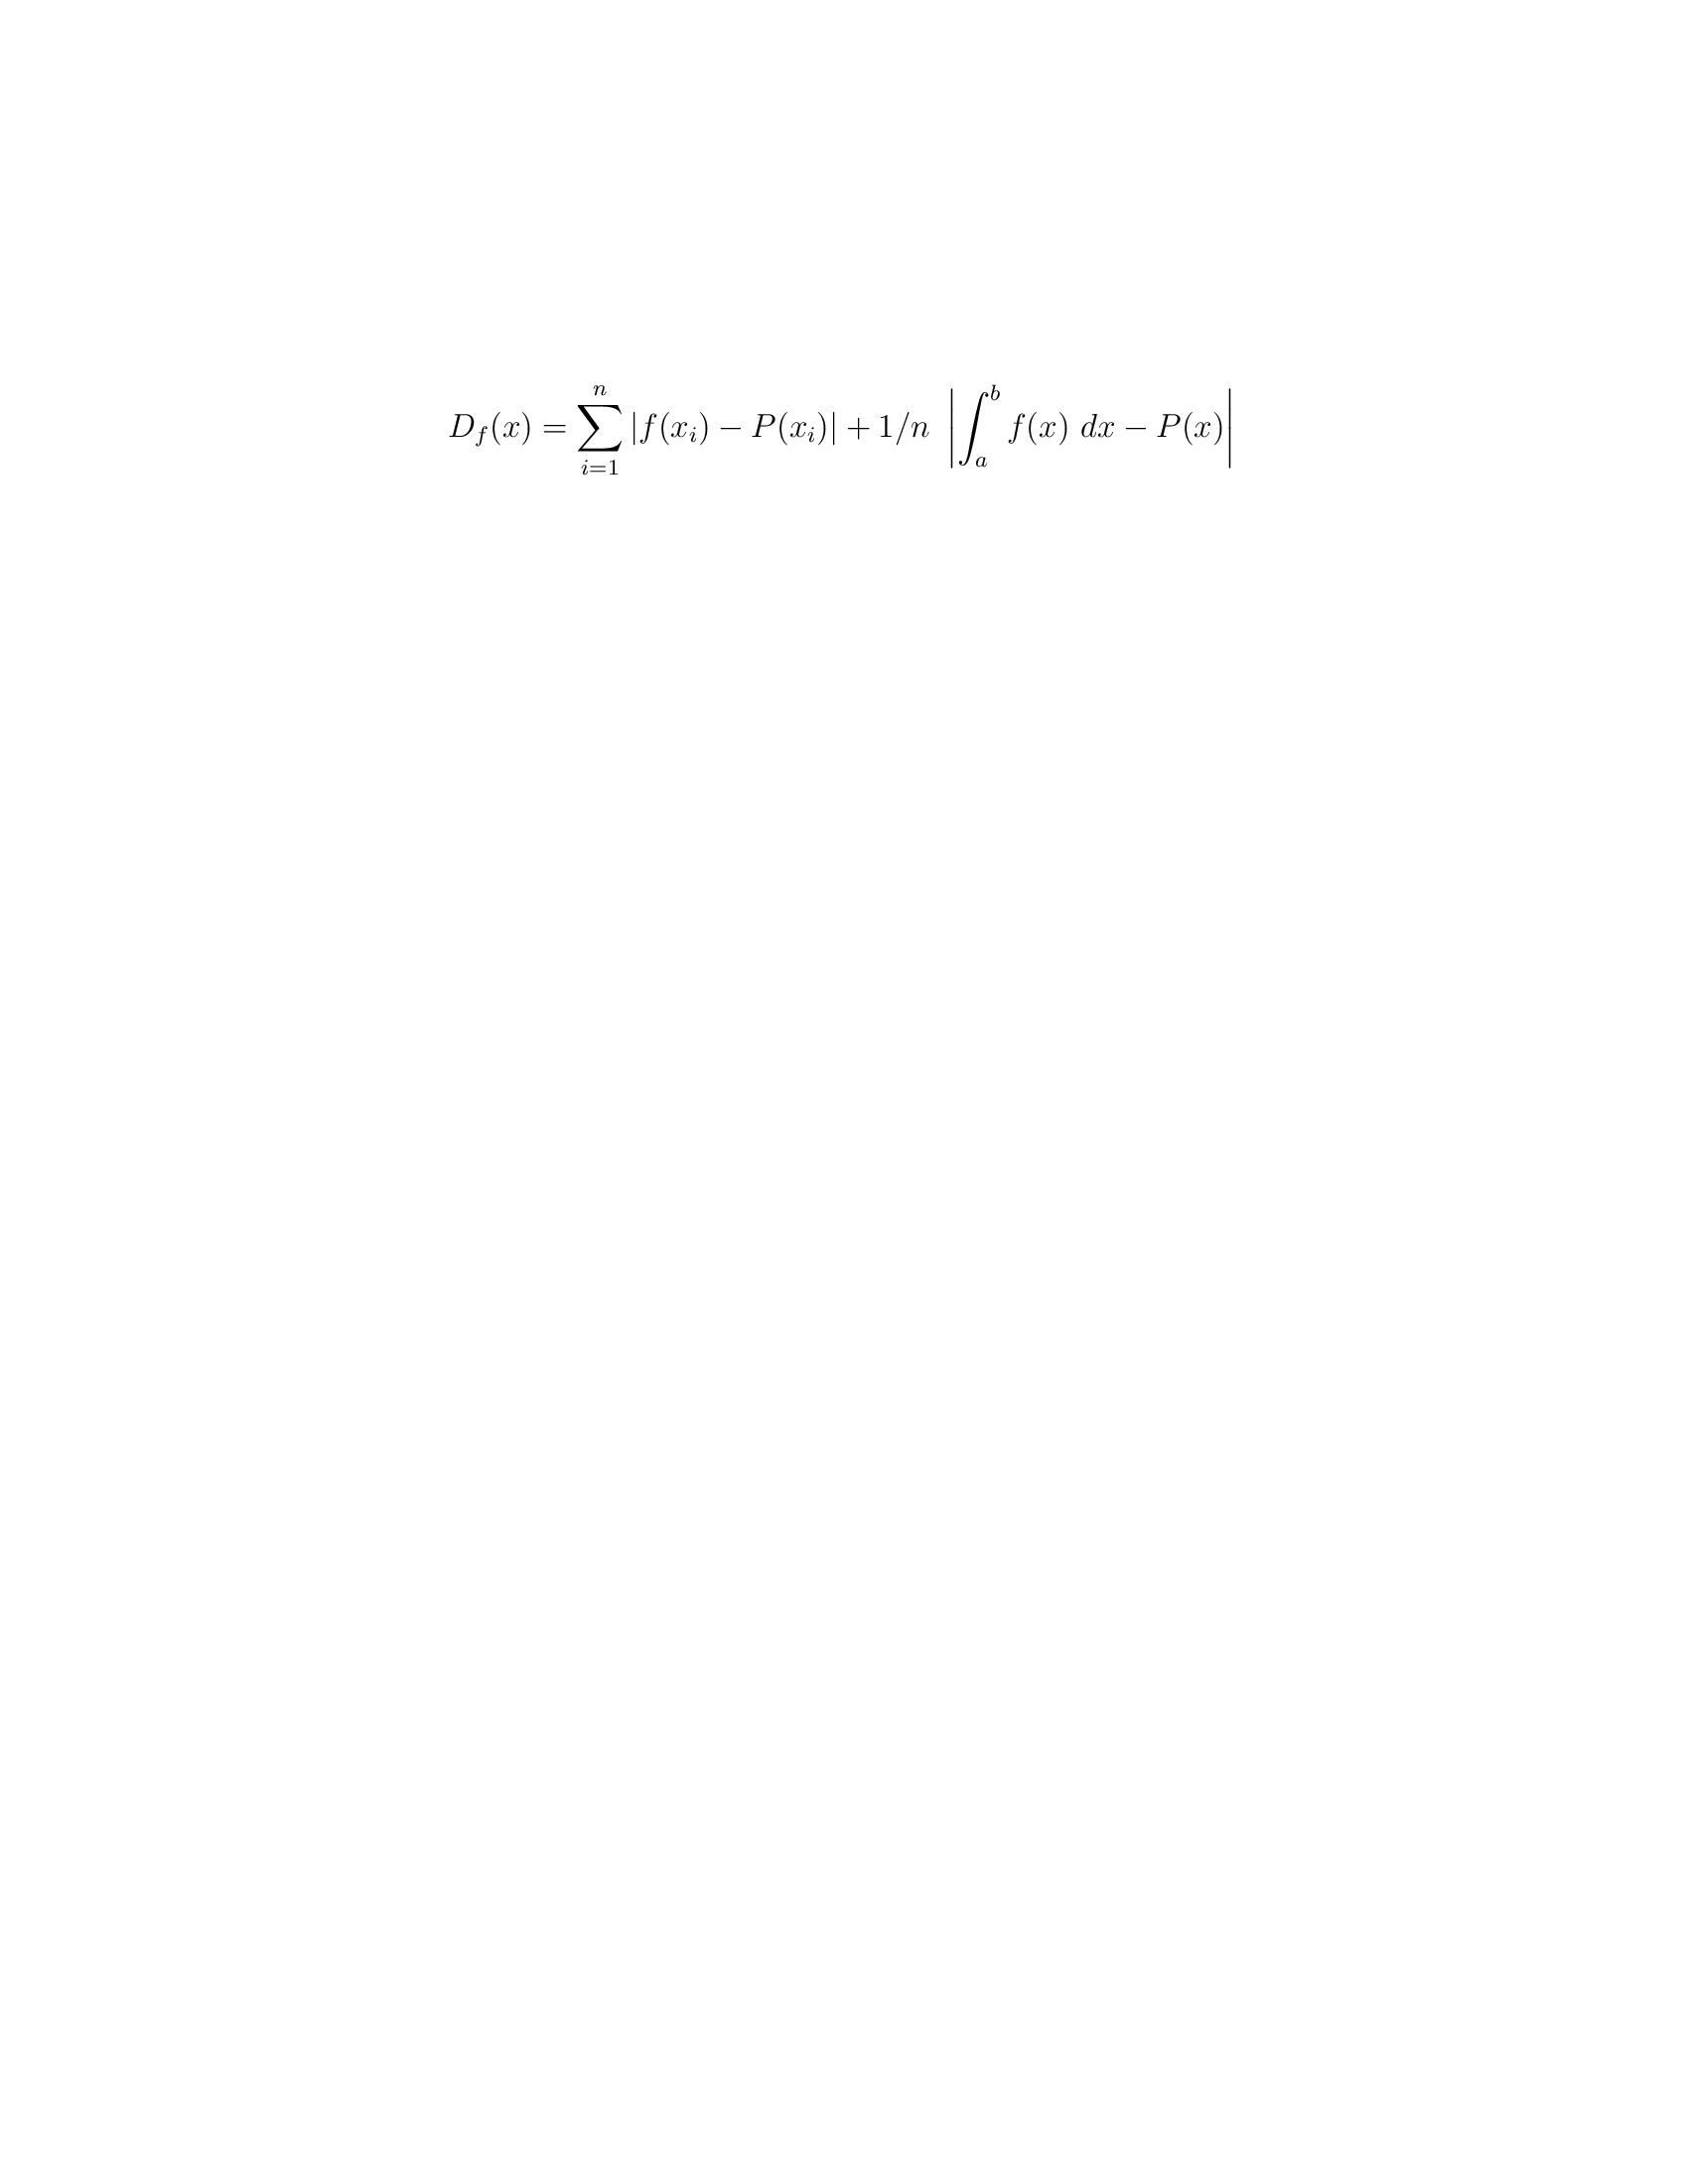 $D_f(x) = \sum_{i=1}^{n} |f(x_i) - P(x_i)| + 1/n \ \left| \int_a^b f(x) \ dx - P(x) \right|$